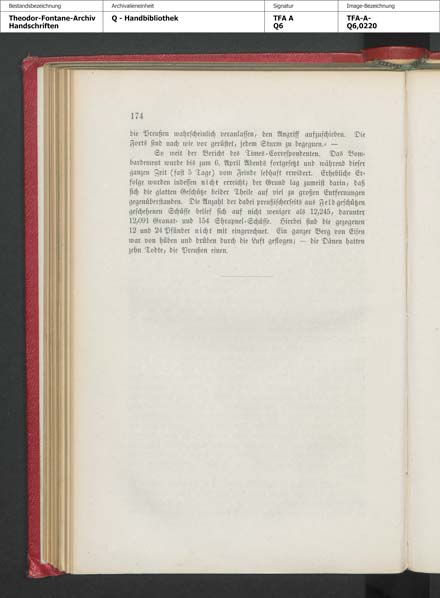 Bestandsbezeichnung
Theodor-Fontane-Archiv
Handschriften
Archivalieneinheit
Q - Handbibliothek
Signatur
TFA A
Q6
Image-Bezeichnung
TFA-A-
Q6,0220
174
die Preußen wahrscheinlich veranlassen, den Angriff aufzuschieben. Die
Forts sind nach wie vor gerüstet, jedem Sturm zu begegnen.« —
So weit der Bericht des Times-Correspondenten. Das Bom-
bardement wurde bis zum 6. April Abends fortgesetzt und während dieser
ganzen Zeit (fast 5 Tage) vom Feinde lebhaft erwidert. Erhebliche Er-
folge wurden indessen nicht erreicht; der Grund lag zumeist darin, daß
sich die glatten Geschütze beider Theile auf viel zu großen Entfernungen
gegenüberstanden. Die Anzahl der dabei preußischerseits aus Feldgeschützen
geschehenen Schüsse belief sich auf nicht weniger als 12,245, darunter
12,091 Granat- und 154 Shrapnel-Schüsse. Hierbei sind die gezogenen
12 und 24 Pfünder nicht mit eingerechnet. Ein ganzer Berg von Eisen
war von hüben und drüben durch die Luft geflogen; — die Dänen hatten
zehn Todte, die Preußen einen.